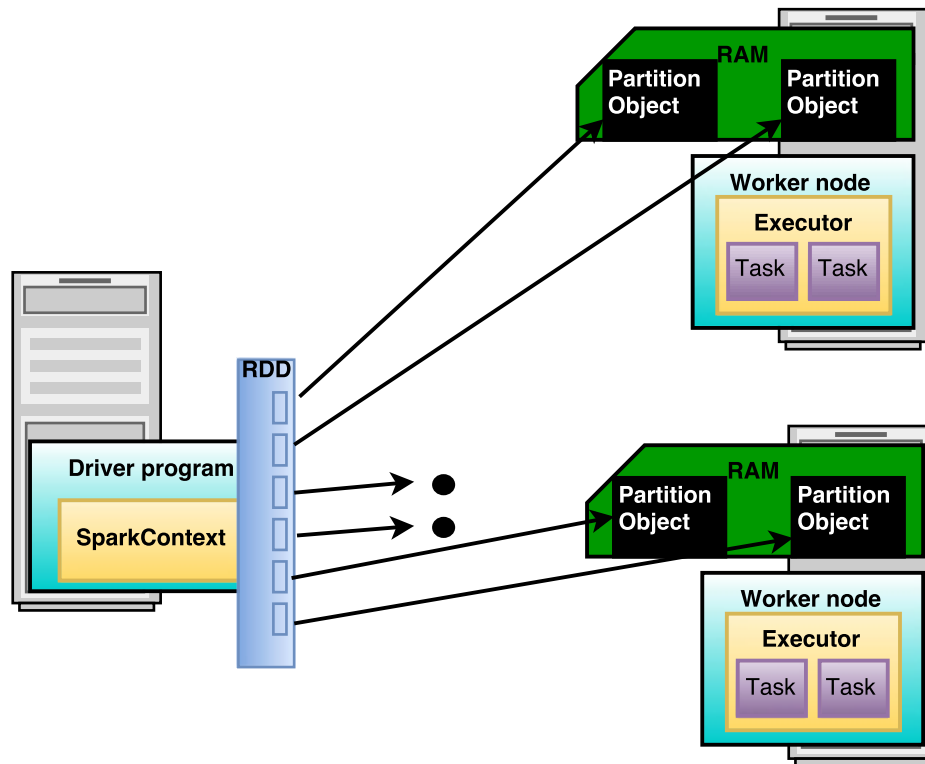 RAM
Partition
Object
Partition
Object
Worker node
Executor
Task
Task
RDD
Driver program
SparkContext
RAM
Partition
Object
Partition
Object
Worker node
Executor
Task
Task